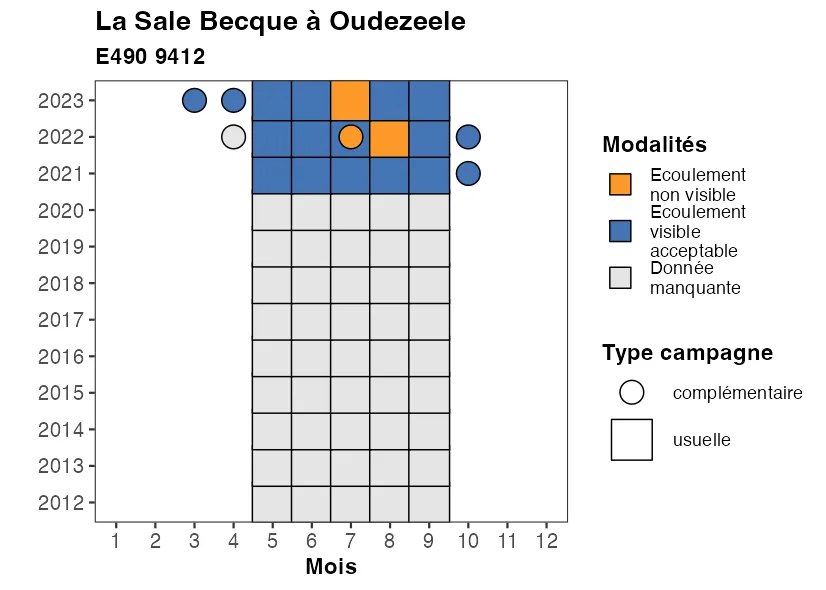 La Sale Becque à Oudezeele
E490 9412
2023
2022
2021
2020
2019
2018
2017
2016
2015
2014
2013
2012
1 2 3 4 5 6 7 8 9 10 11 12
Mois
Modalités
Ecoulement
non visible
Ecoulement
visible
acceptable
Donnée
manquante
Type campagne
complémentaire
usuelle